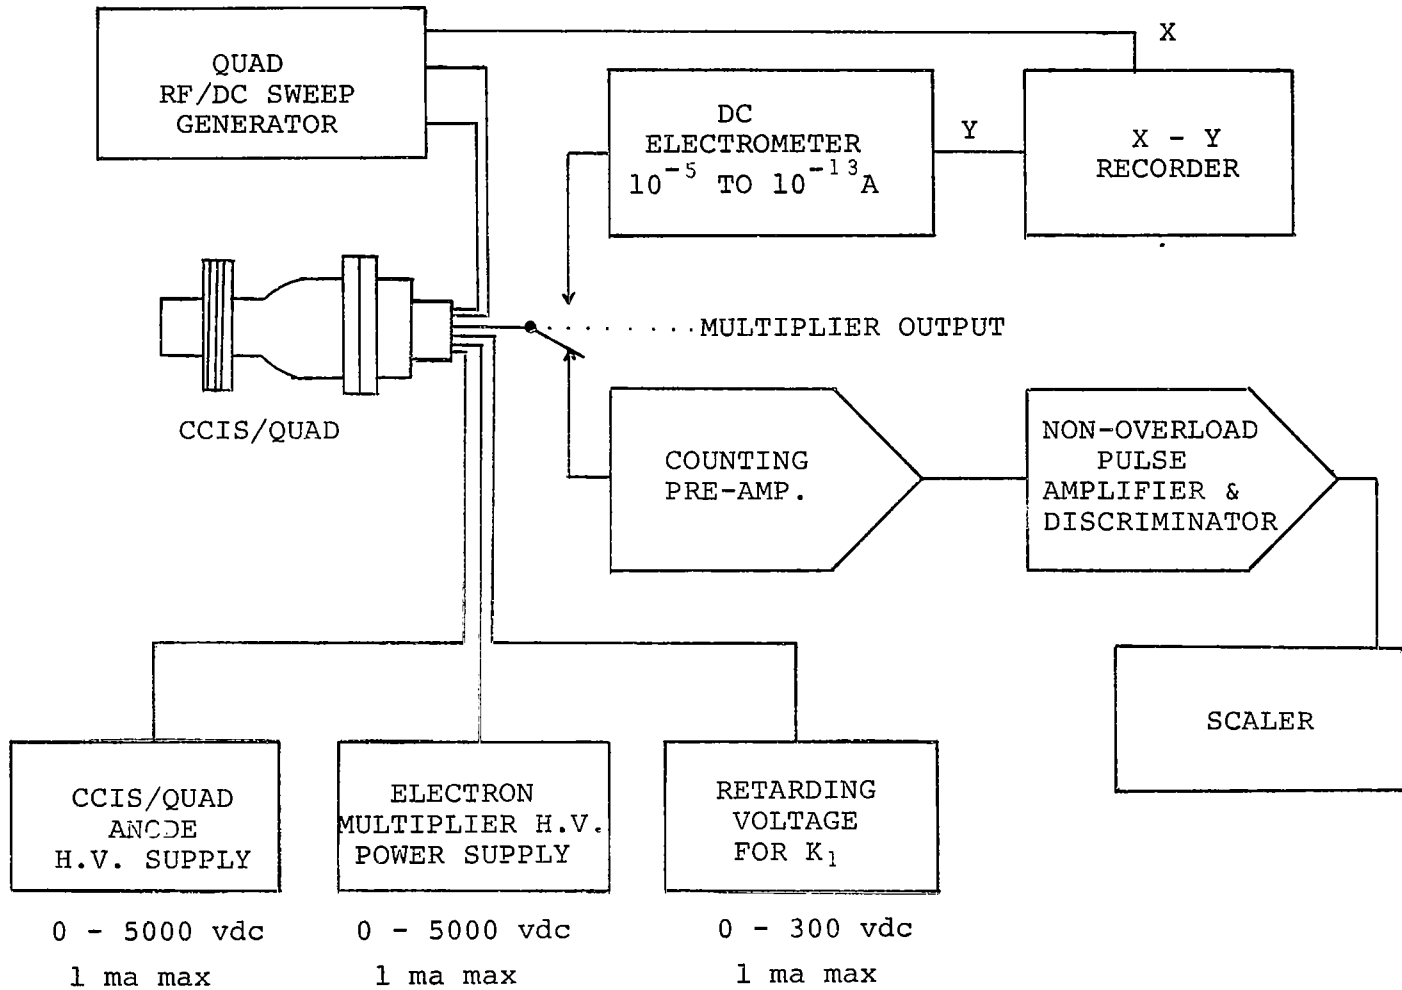 QUAD
RF/DC SWEEP
GENERATOR
X
DC
ELECTROMETER
10⁻⁵ TO 10⁻¹³A
Y
X - Y
RECORDER
MULTIPLIER OUTPUT
CCIS/QUAD
COUNTING
PRE-AMP.
NON-OVERLOAD
PULSE
AMPLIFIER &
DISCRIMINATOR
SCALER
CCIS/QUAD
ANODE
H.V. SUPPLY
0 - 5000 vdc
1 ma max
ELECTRON
MULTIPLIER H.V.
POWER SUPPLY
0 - 5000 vdc
1 ma max
RETARDING
VOLTAGE
FOR K₁
0 - 300 vdc
1 ma max